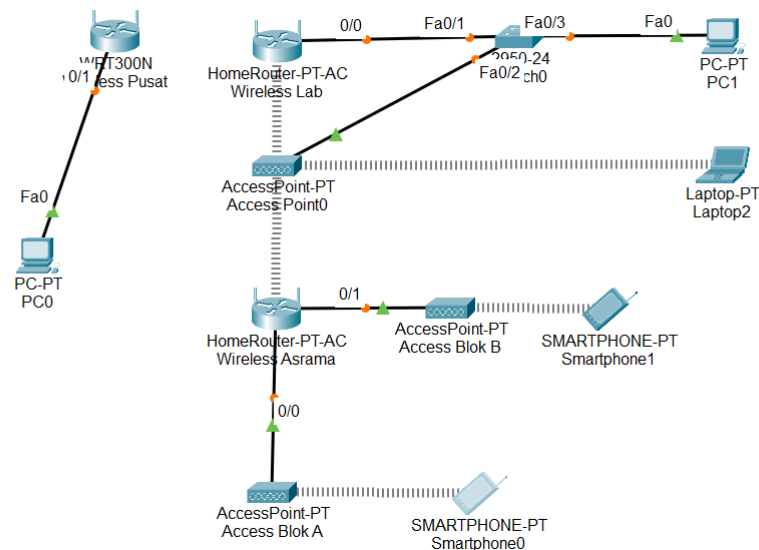 WRT300N
ess Pusat
0/1
Fa0
PC-PT
PC0
0/0
Fa0/1
Fa0/3
Fa0
HomeRouter-PT-AC
Wireless Lab
2950-24
Fa0/2
ch0
PC-PT
PC1
AccessPoint-PT
Access Point0
Laptop-PT
Laptop2
HomeRouter-PT-AC
Wireless Asrama
0/1
AccessPoint-PT
Access Blok B
SMARTPHONE-PT
Smartphone1
0/0
AccessPoint-PT
Access Blok A
SMARTPHONE-PT
Smartphone0